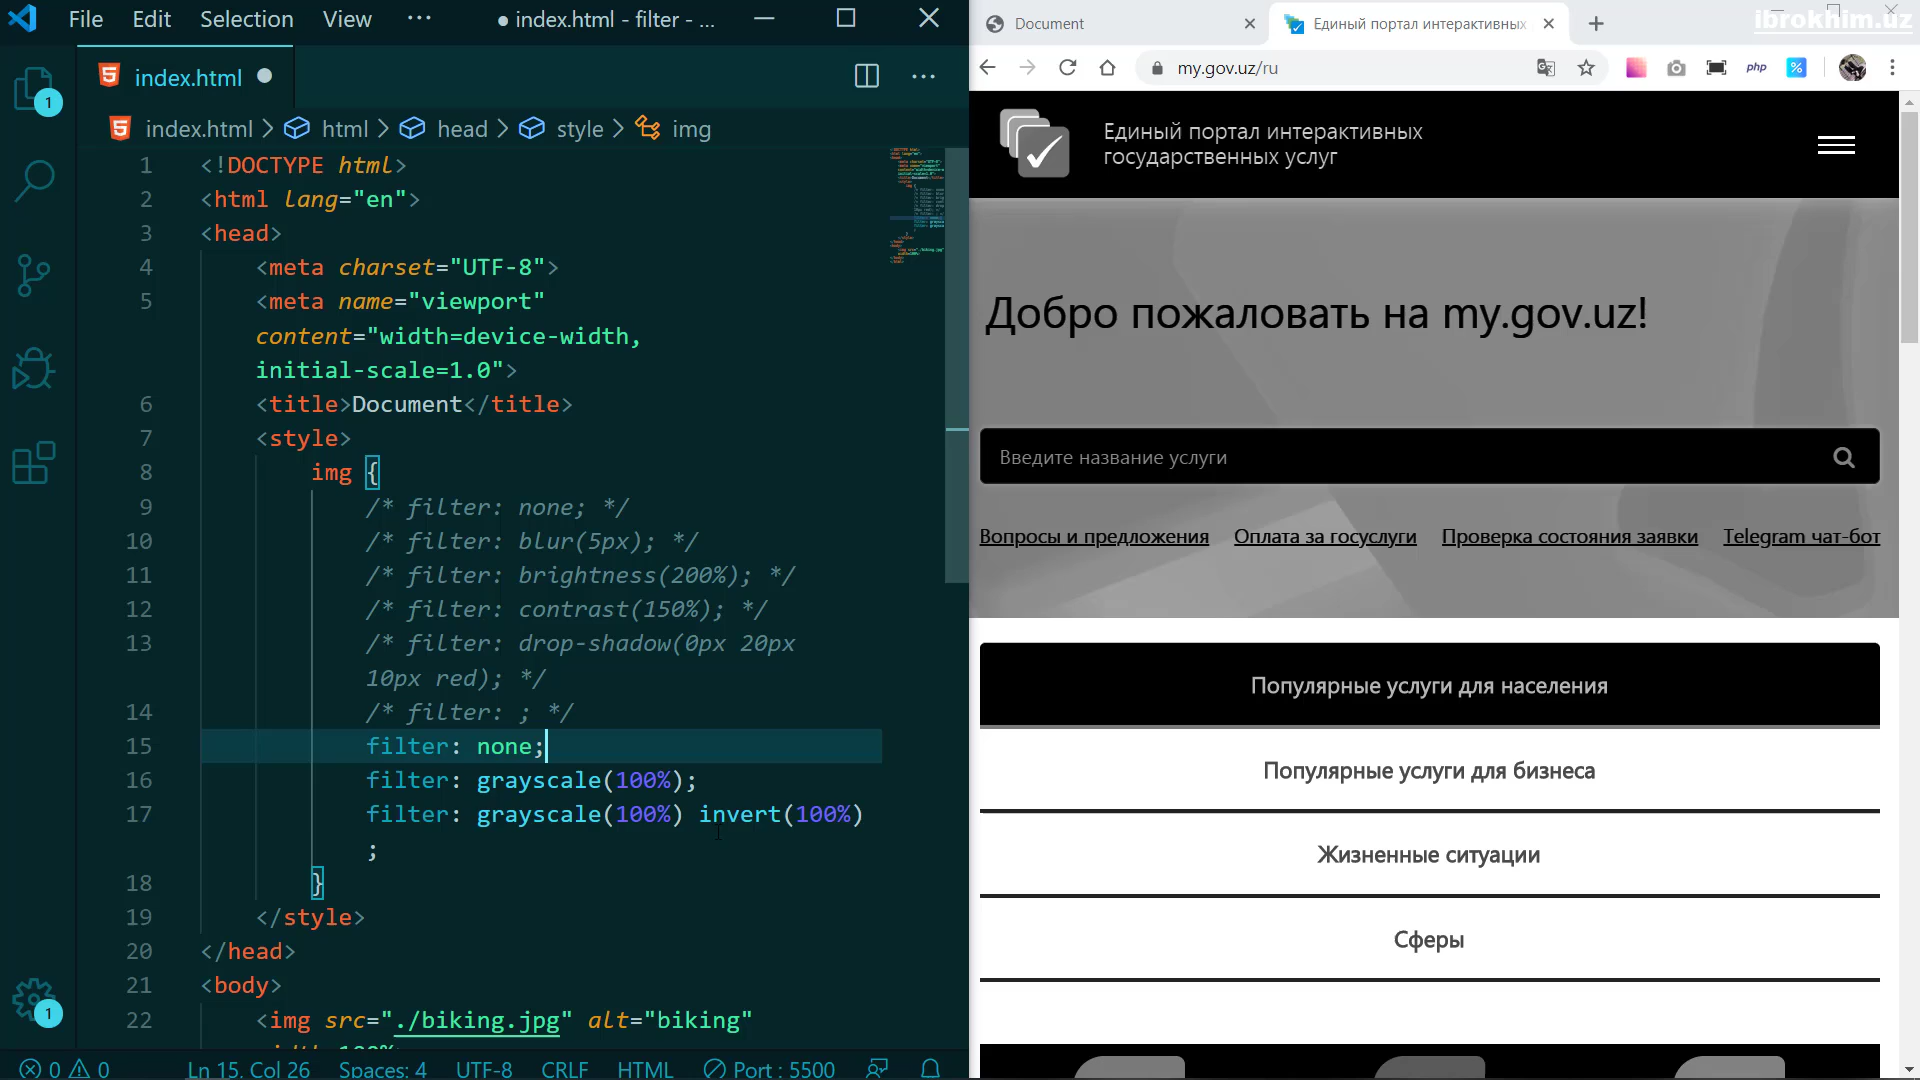 File Edit Selection View ··· ● index.html - filter - ...
index.html
index.html > html > head > style > img
1 <!DOCTYPE html>
2 <html lang="en">
3 <head>
4 <meta charset="UTF-8">
5 <meta name="viewport"
content="width=device-width,
initial-scale=1.0">
6 <title>Document</title>
7 <style>
8 img {
9 /* filter: none; */
10 /* filter: blur(5px); */
11 /* filter: brightness(200%); */
12 /* filter: contrast(150%); */
13 /* filter: drop-shadow(0px 20px
10px red); */
14 /* filter: ; */
15 filter: none;
16 filter: grayscale(100%);
17 filter: grayscale(100%) invert(100%)
;
18 }
19 </style>
20 </head>
21 <body>
22 <img src="./biking.jpg" alt="biking"
1
1
0 0 Ln 15, Col 26 Spaces: 4 UTF-8 CRLF HTML Port : 5500
Document Единый портал интерактивных
ibrokhim.uz
my.gov.uz/ru
php
Единый портал интерактивных
государственных услуг
Добро пожаловать на my.gov.uz!
Введите название услуги
Вопросы и предложения Оплата за госуслуги Проверка состояния заявки Telegram чат-бот
Популярные услуги для населения
Популярные услуги для бизнеса
Жизненные ситуации
Сферы